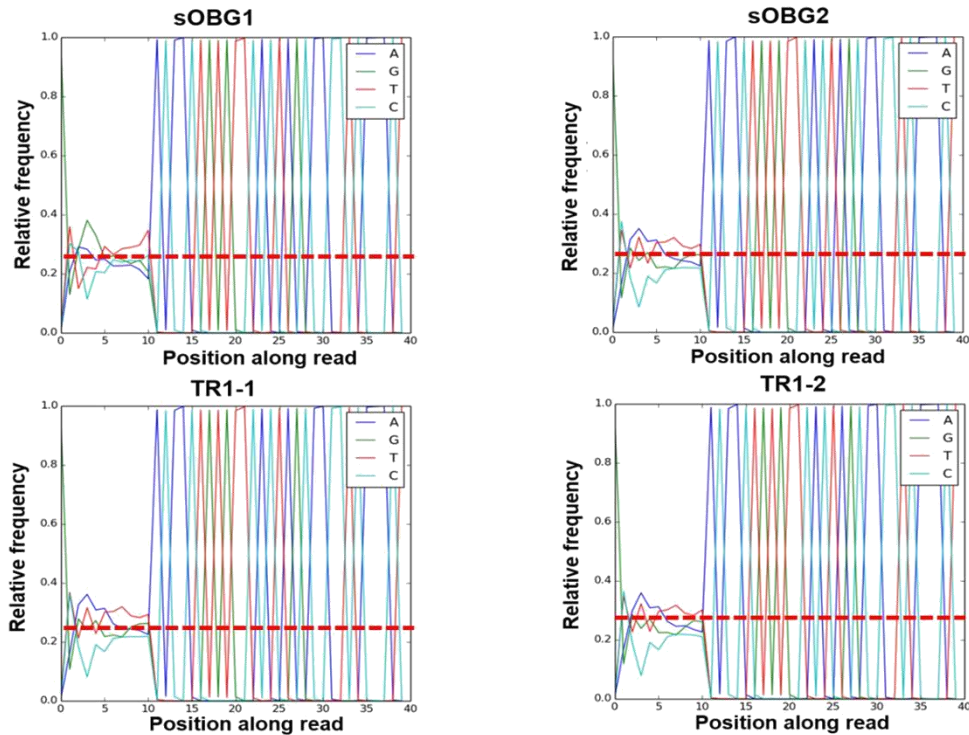 sOBG1
Relative frequency
1.0
0.8
0.6
0.4
0.2
0.0
A
G
T
C
0 5 10 15 20 25 30 35 40
Position along read
sOBG2
Relative frequency
1.0
0.8
0.6
0.4
0.2
0.0
A
G
T
C
0 5 10 15 20 25 30 35 40
Position along read
TR1-1
Relative frequency
1.0
0.8
0.6
0.4
0.2
0.0
A
G
T
C
0 5 10 15 20 25 30 35 40
Position along read
TR1-2
Relative frequency
1.0
0.8
0.6
0.4
0.2
0.0
A
G
T
C
0 5 10 15 20 25 30 35 40
Position along read